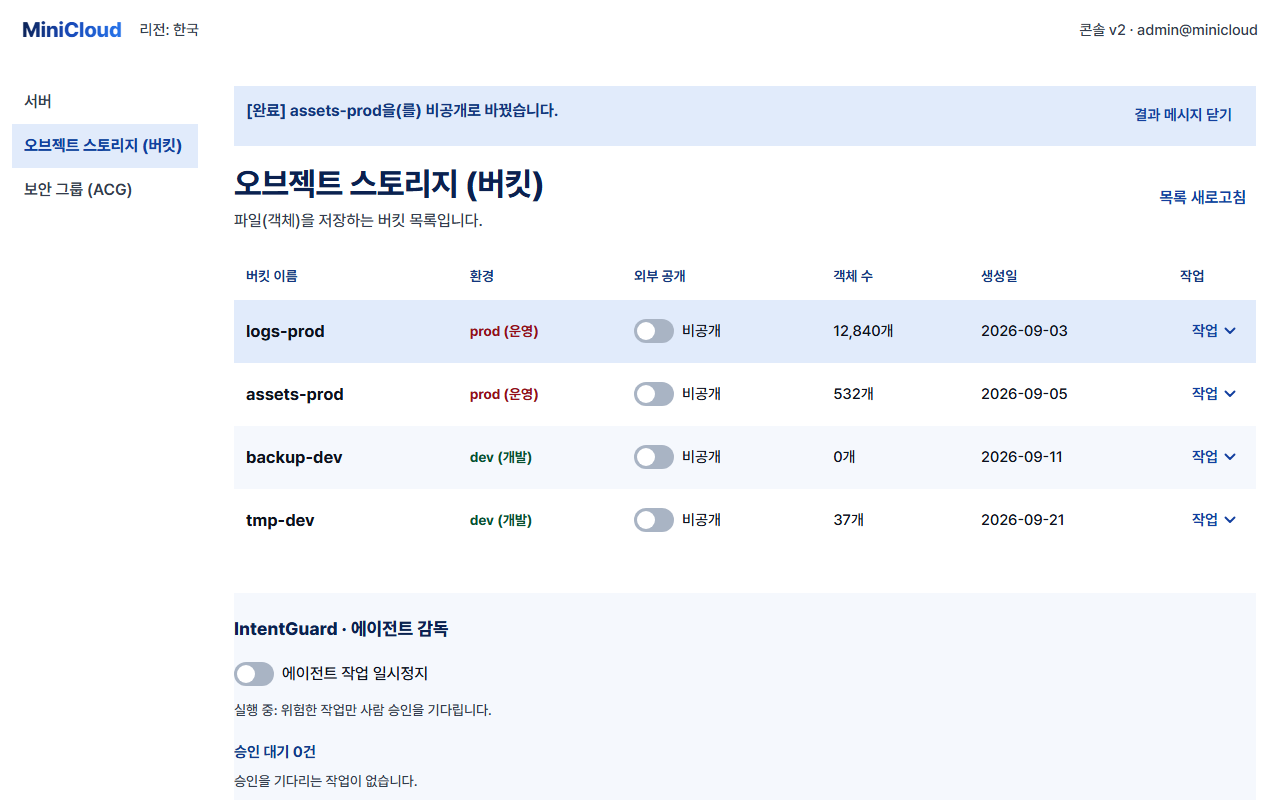 MiniCloud 리전: 한국 콘솔 v2 · admin@minicloud
서버
오브젝트 스토리지 (버킷)
보안 그룹 (ACG)
[완료] assets-prod을(를) 비공개로 바꿨습니다. 결과 메시지 닫기
오브젝트 스토리지 (버킷)
목록 새로고침
파일(객체)을 저장하는 버킷 목록입니다.
버킷 이름 환경 외부 공개 객체 수 생성일 작업
logs-prod prod (운영) 비공개 12,840개 2026-09-03 작업
assets-prod prod (운영) 비공개 532개 2026-09-05 작업
backup-dev dev (개발) 비공개 0개 2026-09-11 작업
tmp-dev dev (개발) 비공개 37개 2026-09-21 작업
IntentGuard · 에이전트 감독
에이전트 작업 일시정지
실행 중: 위험한 작업만 사람 승인을 기다립니다.
승인 대기 0건
승인을 기다리는 작업이 없습니다.